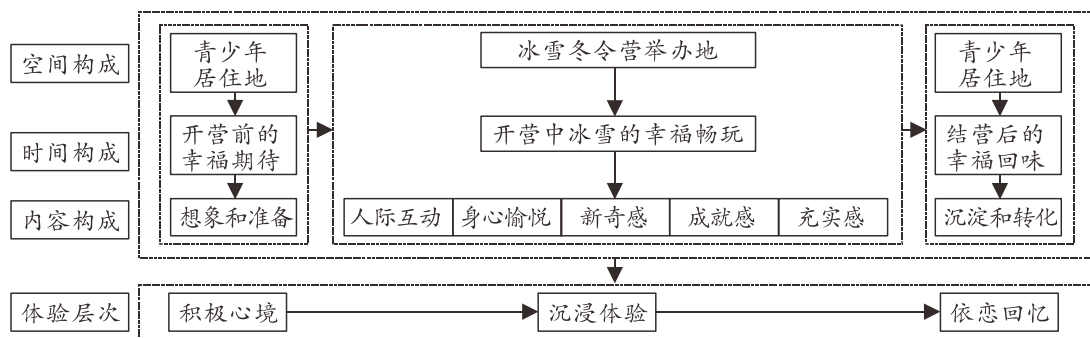 空间构成
青少年
居住地
冰雪冬令营举办地
青少年
居住地
时间构成
开营前的
幸福期待
开营中冰雪的幸福畅玩
结营后的
幸福回味
内容构成
想象和准备
人际互动
身心愉悦
新奇感
成就感
充实感
沉淀和转化
体验层次
积极心境
沉浸体验
依恋回忆